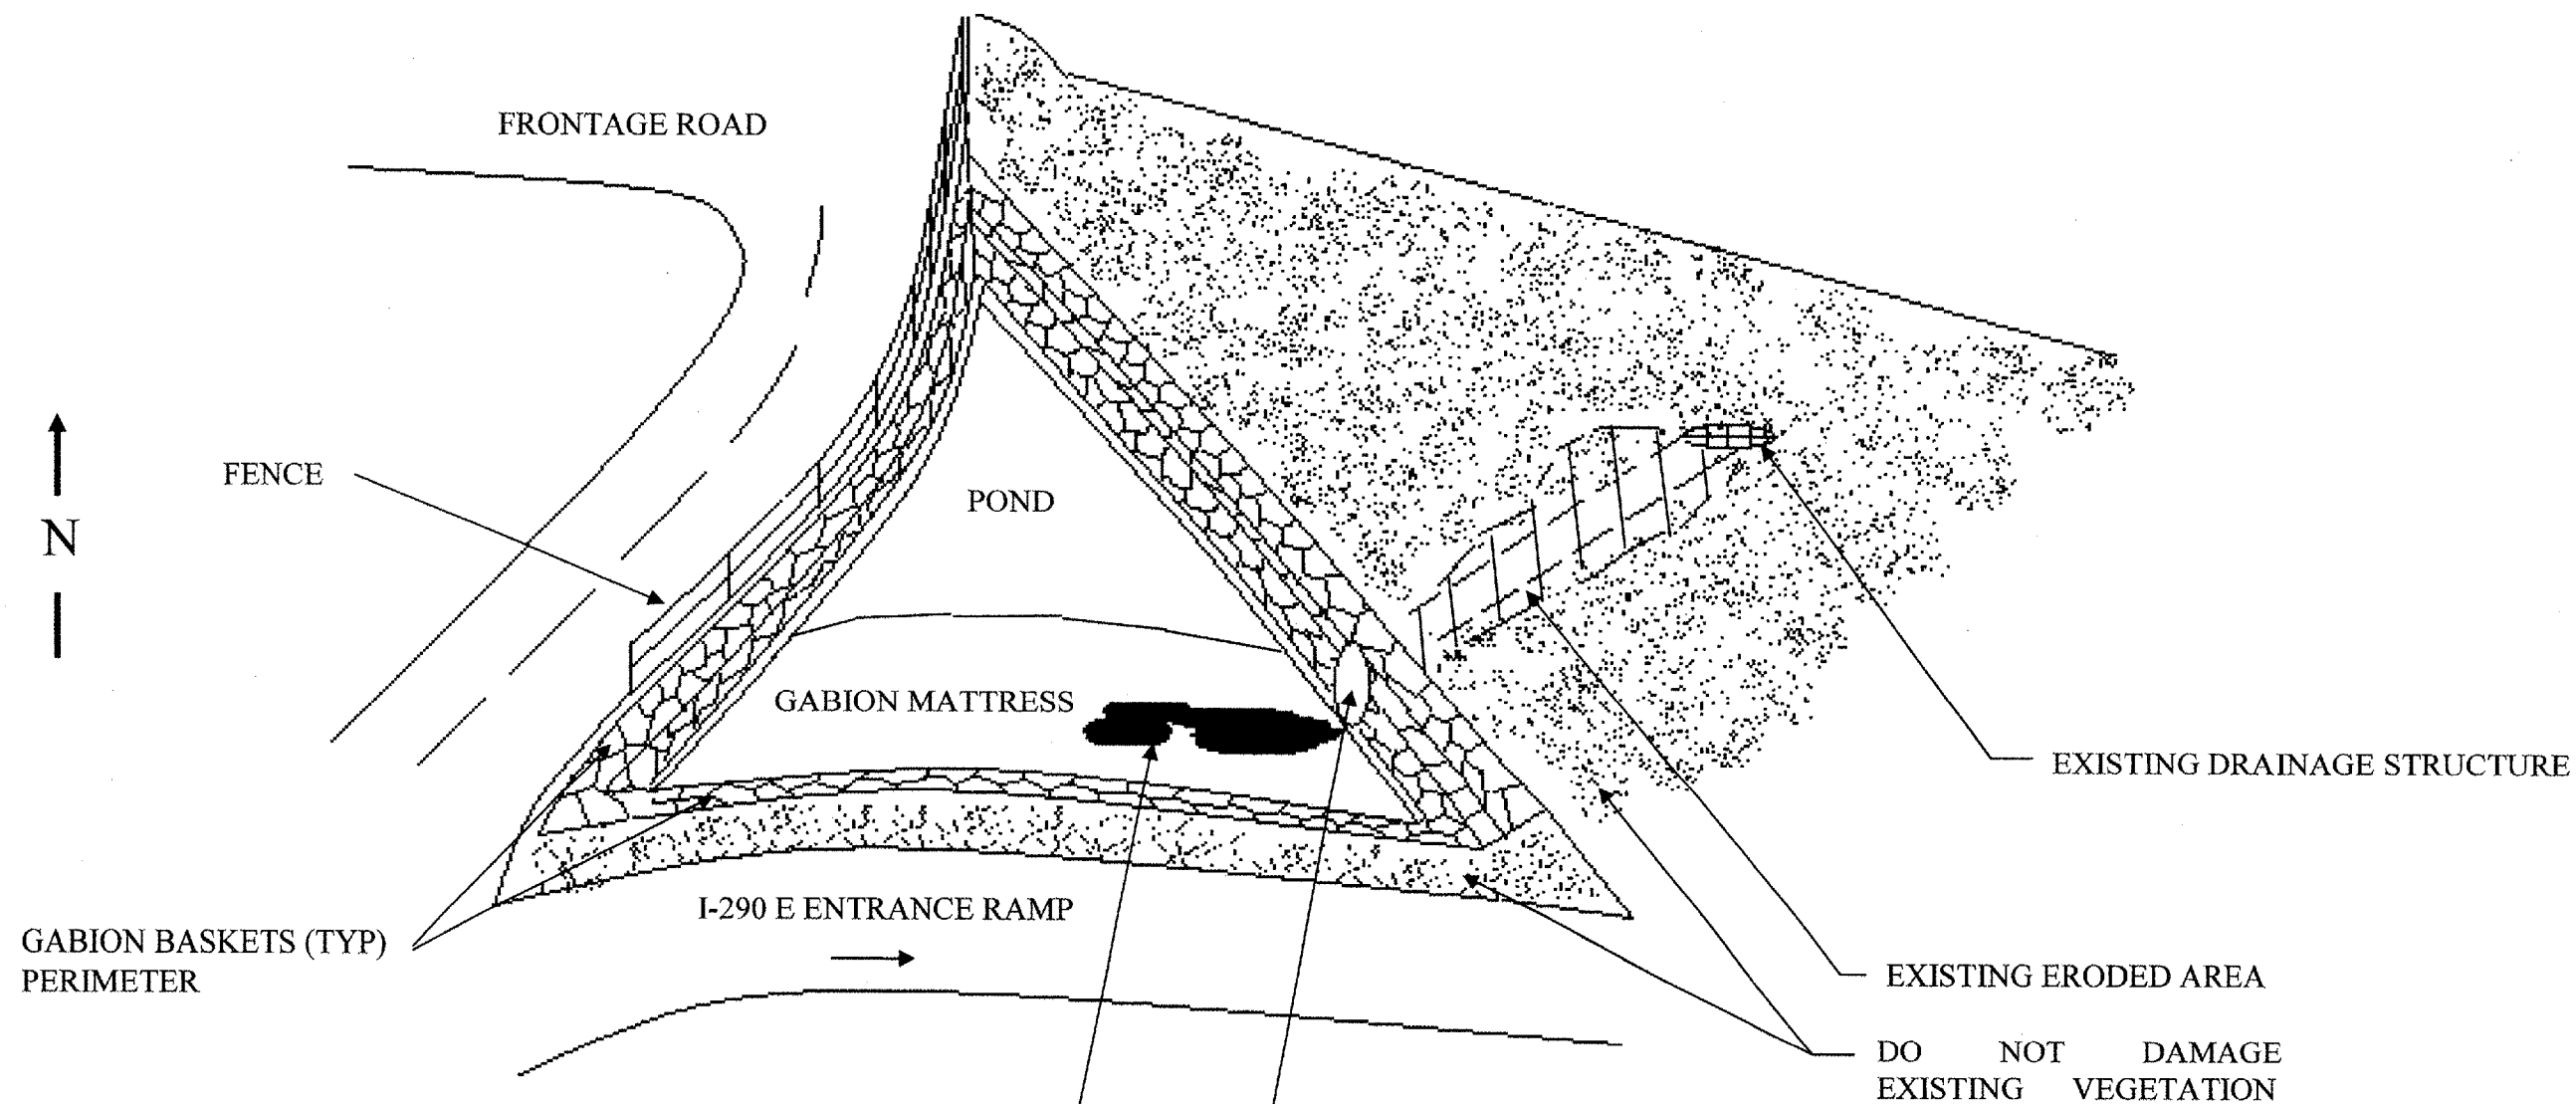 FRONTAGE ROAD
FENCE
POND
N
GABION MATTRESS
EXISTING DRAINAGE STRUCTURE
I-290 E ENTRANCE RAMP
GABION BASKETS (TYP)
PERIMETER
EXISTING ERODED AREA
DO NOT DAMAGE
EXISTING VEGETATION